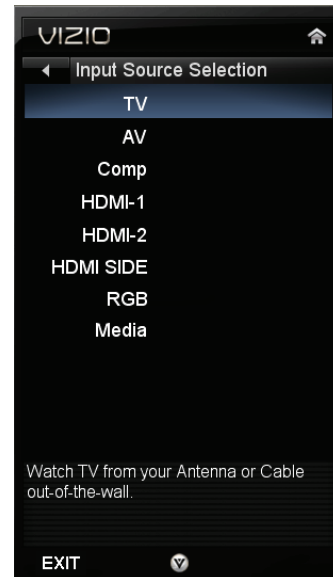 VIZIO
Input Source Selection
TV
AV
Comp
HDMI-1
HDMI-2
HDMI SIDE
RGB
Media
Watch TV from your Antenna or Cable
out-of-the-wall.
EXIT
V